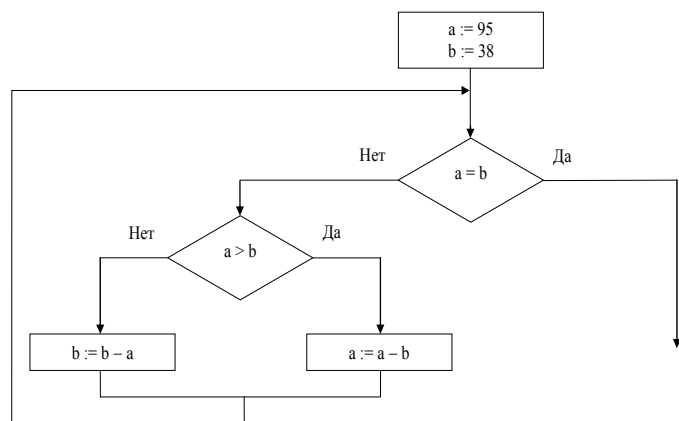 a := 95
b := 38
Нет
Да
a = b
Нет
Да
a > b
b := b – a
a := a – b